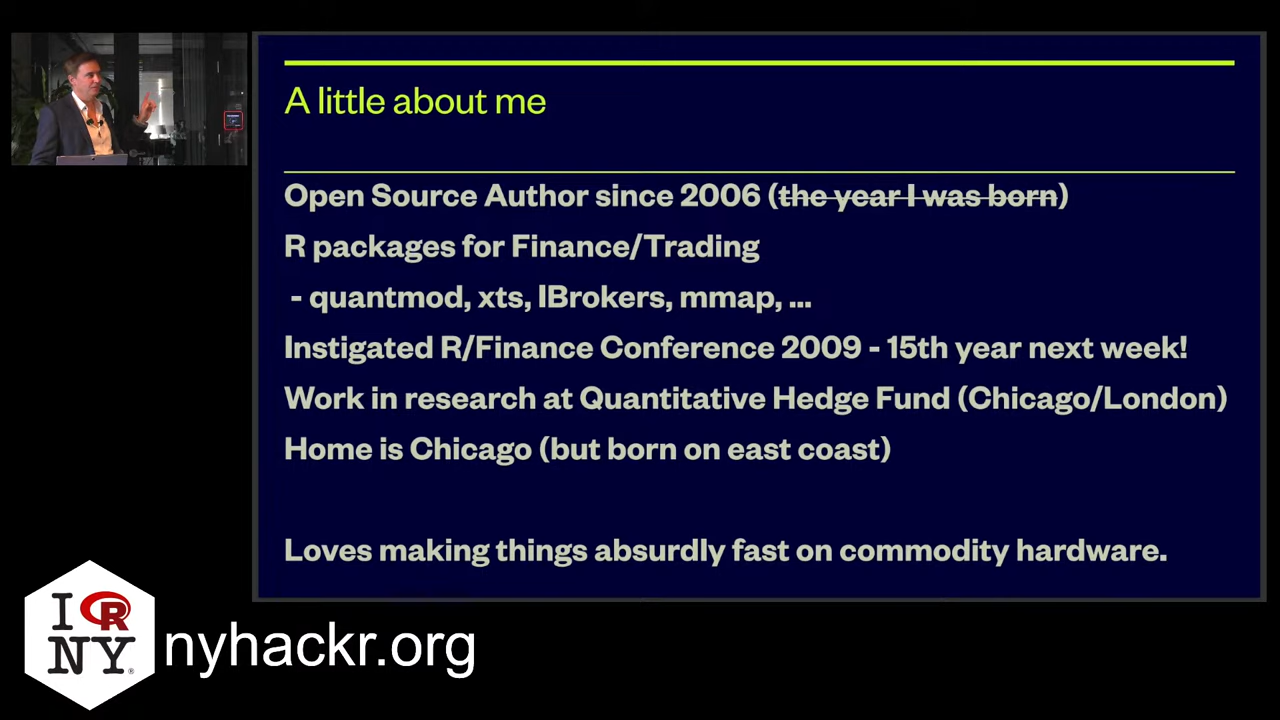 A little about me
Open Source Author since 2006 (the year I was born)
R packages for Finance/Trading
- quantmod, xts, IBrokers, mmap, ...
Instigated R/Finance Conference 2009 - 15th year next week!
Work in research at Quantitative Hedge Fund (Chicago/London)
Home is Chicago (but born on east coast)
Loves making things absurdly fast on commodity hardware.
I R
NY
®
nyhackr.org